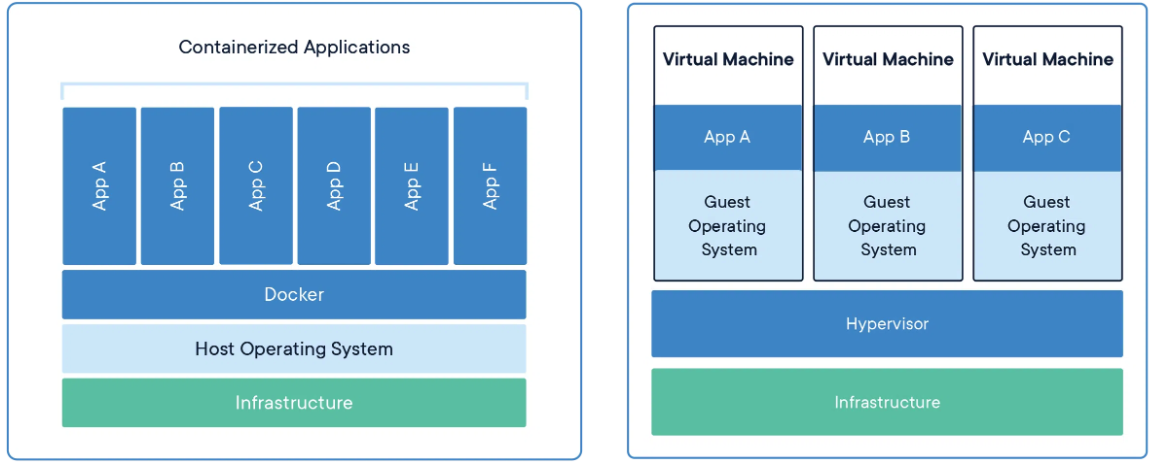 Containerized Applications
App A
App B
App C
App D
App E
App F
Docker
Host Operating System
Infrastructure
Virtual Machine
App A
Guest
Operating
System
Virtual Machine
App B
Guest
Operating
System
Virtual Machine
App C
Guest
Operating
System
Hypervisor
Infrastructure